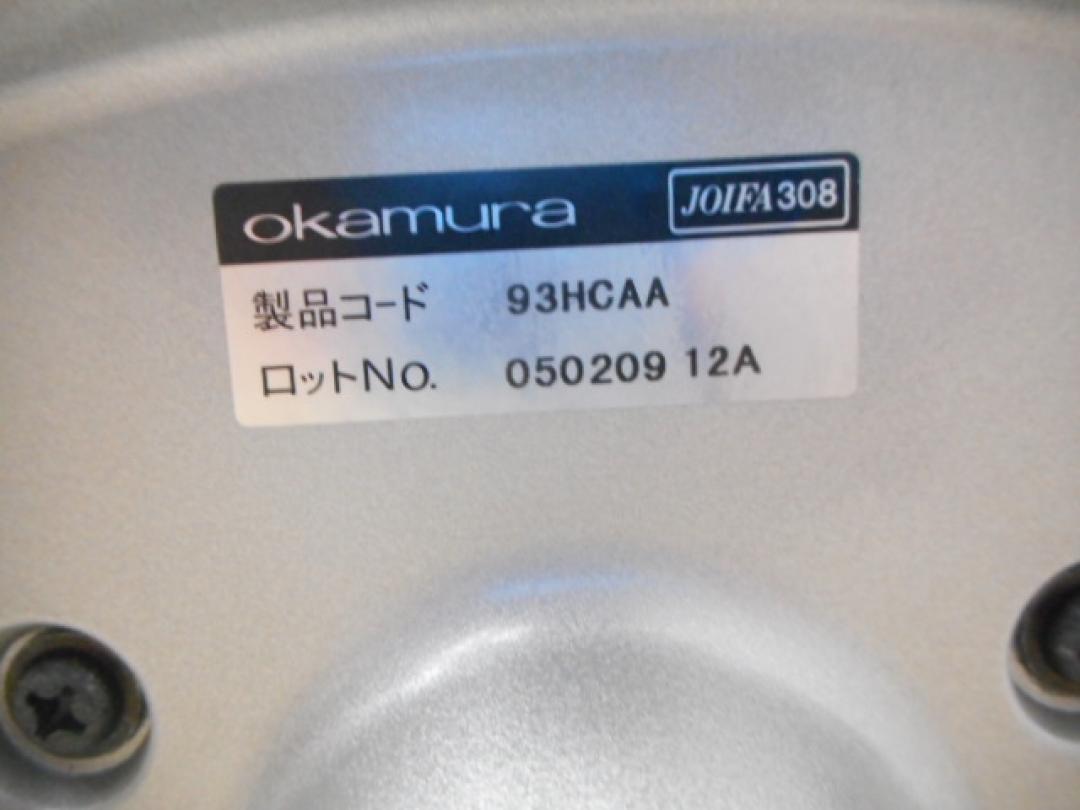 okamura JOIFA308
製品コード 93HCAA
ロットNo. 050209 12A